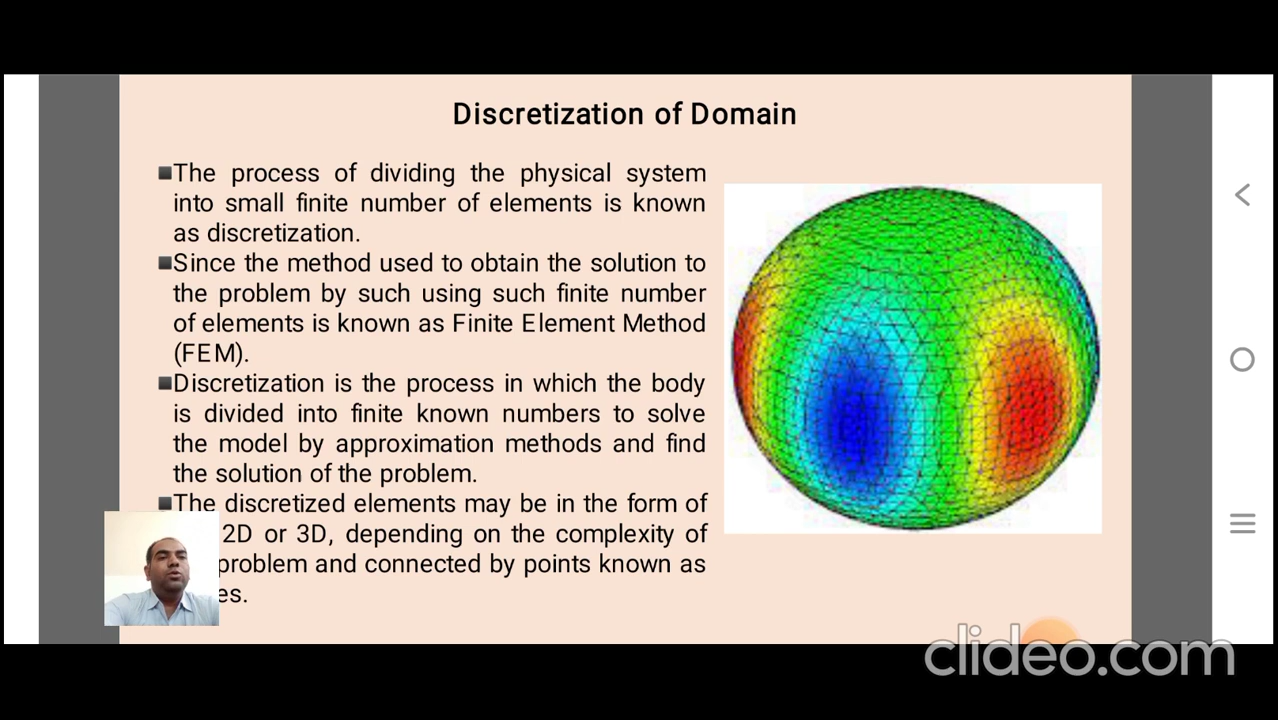 Discretization of Domain
The process of dividing the physical system
into small finite number of elements is known
as discretization.
Since the method used to obtain the solution to
the problem by such using such finite number
of elements is known as Finite Element Method
(FEM).
Discretization is the process in which the body
is divided into finite known numbers to solve
the model by approximation methods and find
the solution of the problem.
The discretized elements may be in the form of
2D or 3D, depending on the complexity of
problem and connected by points known as
es.
clideo.com